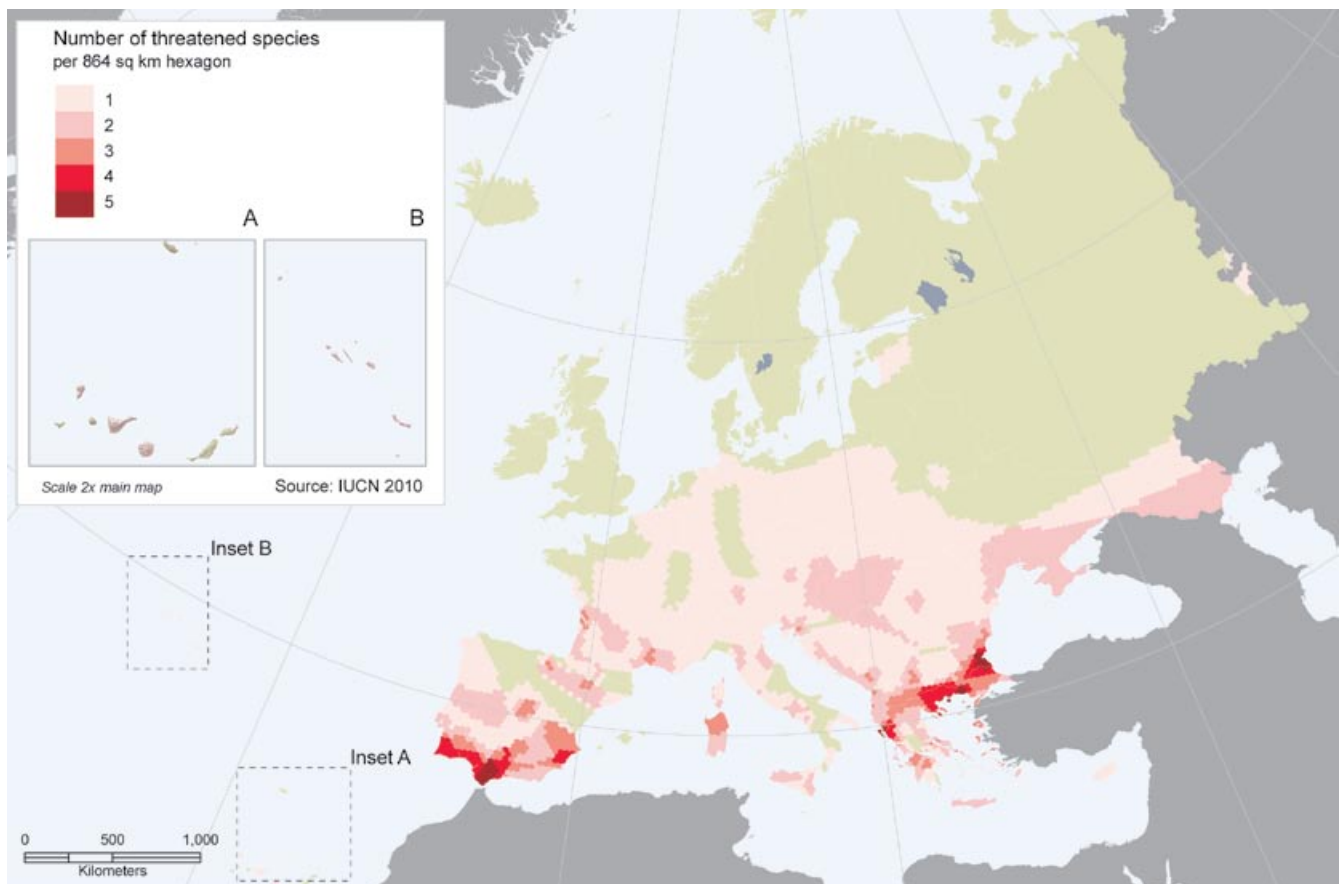 Number of threatened species
per 864 sq km hexagon
1
2
3
4
5
A
B
Scale 2x main map
Source: IUCN 2010
Inset B
Inset A
0 500 1,000
Kilometers